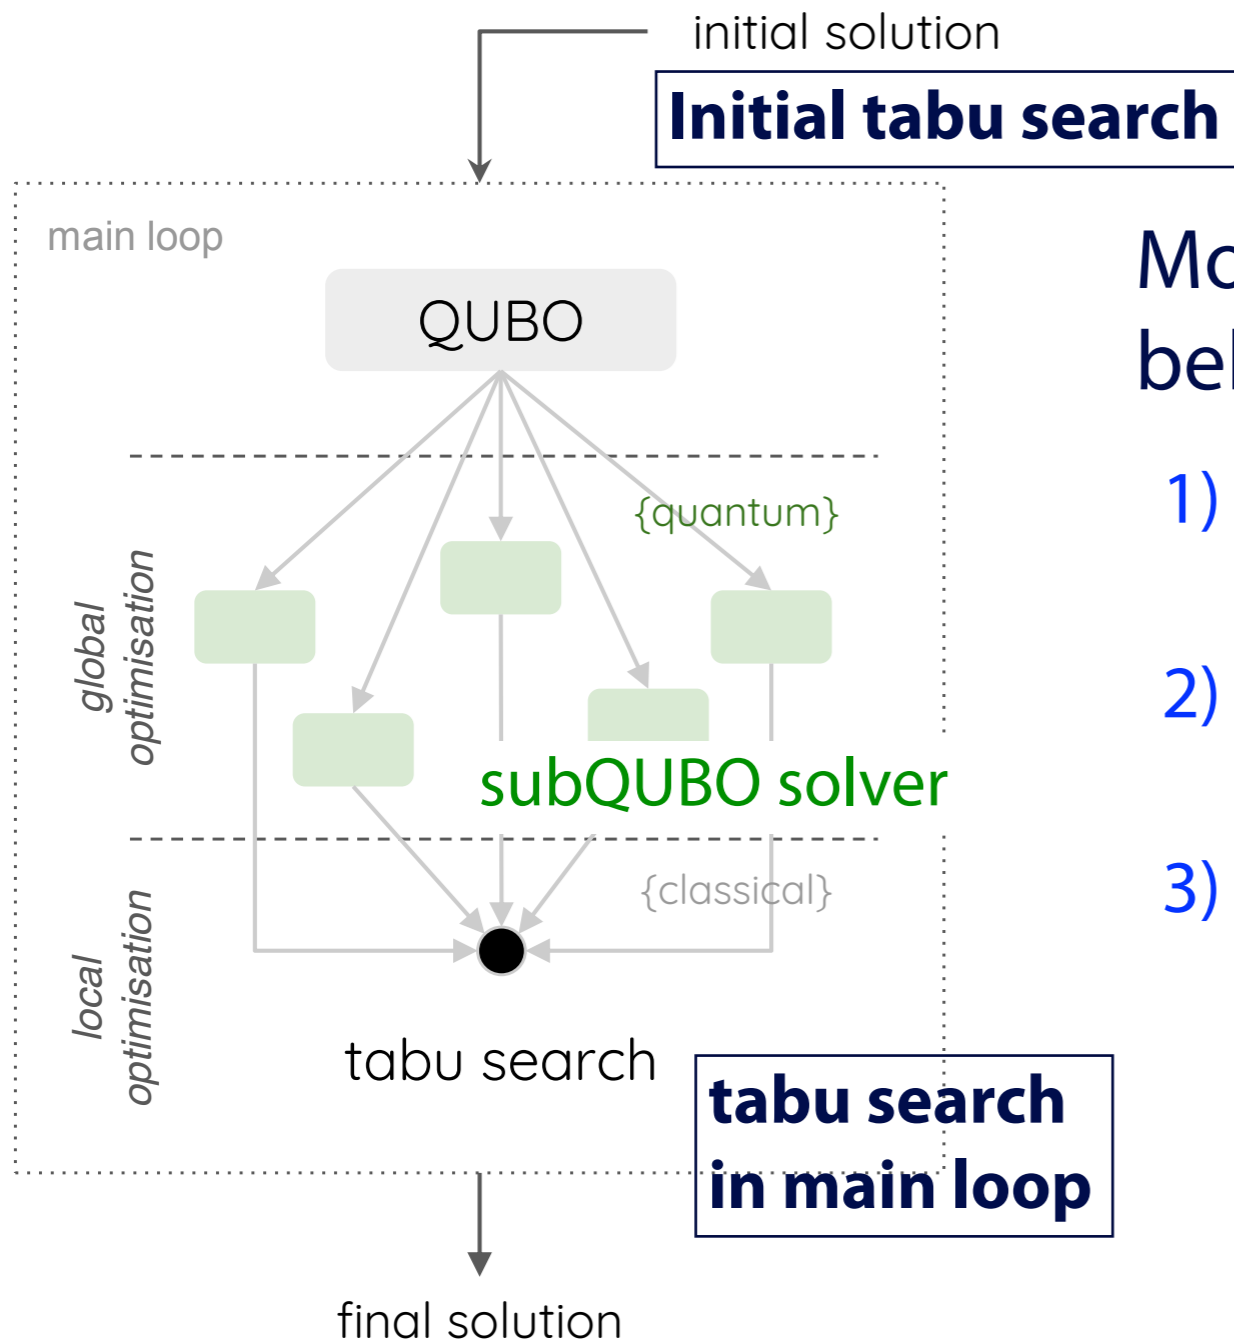 initial solution
Initial tabu search
main loop
QUBO
{quantum}
global
optimisation
subQUBO solver
{classical}
local
optimisation
tabu search
tabu search
in main loop
final solution
1)
2)
3)